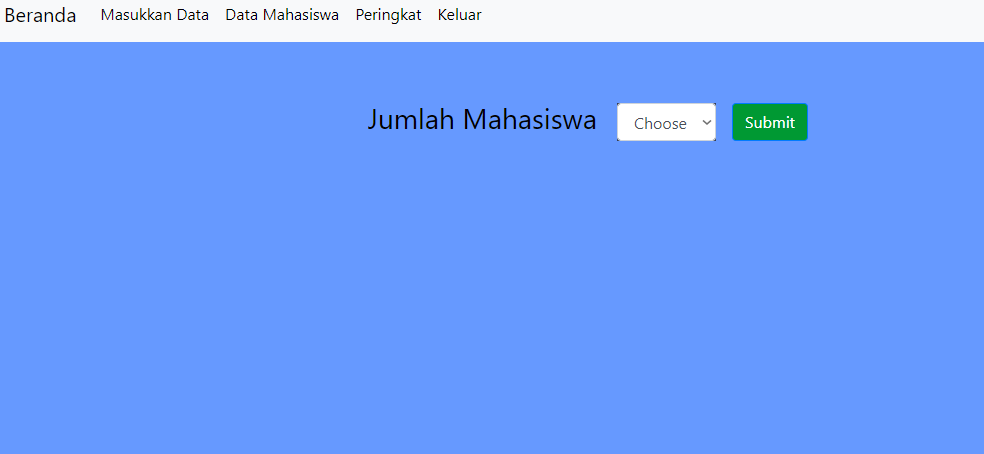 Beranda Masukkan Data Data Mahasiswa Peringkat Keluar
Jumlah Mahasiswa Choose Submit